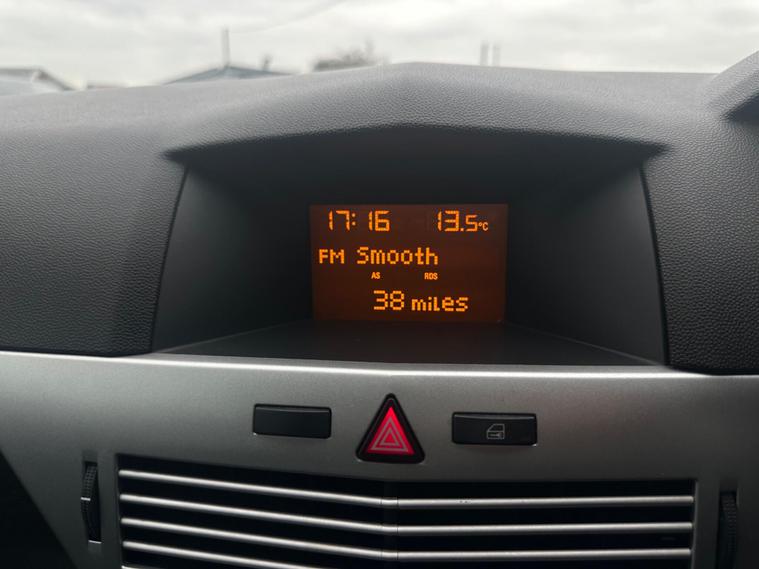 17:16 13.5°C
FM Smooth
AS RDS
38 miles